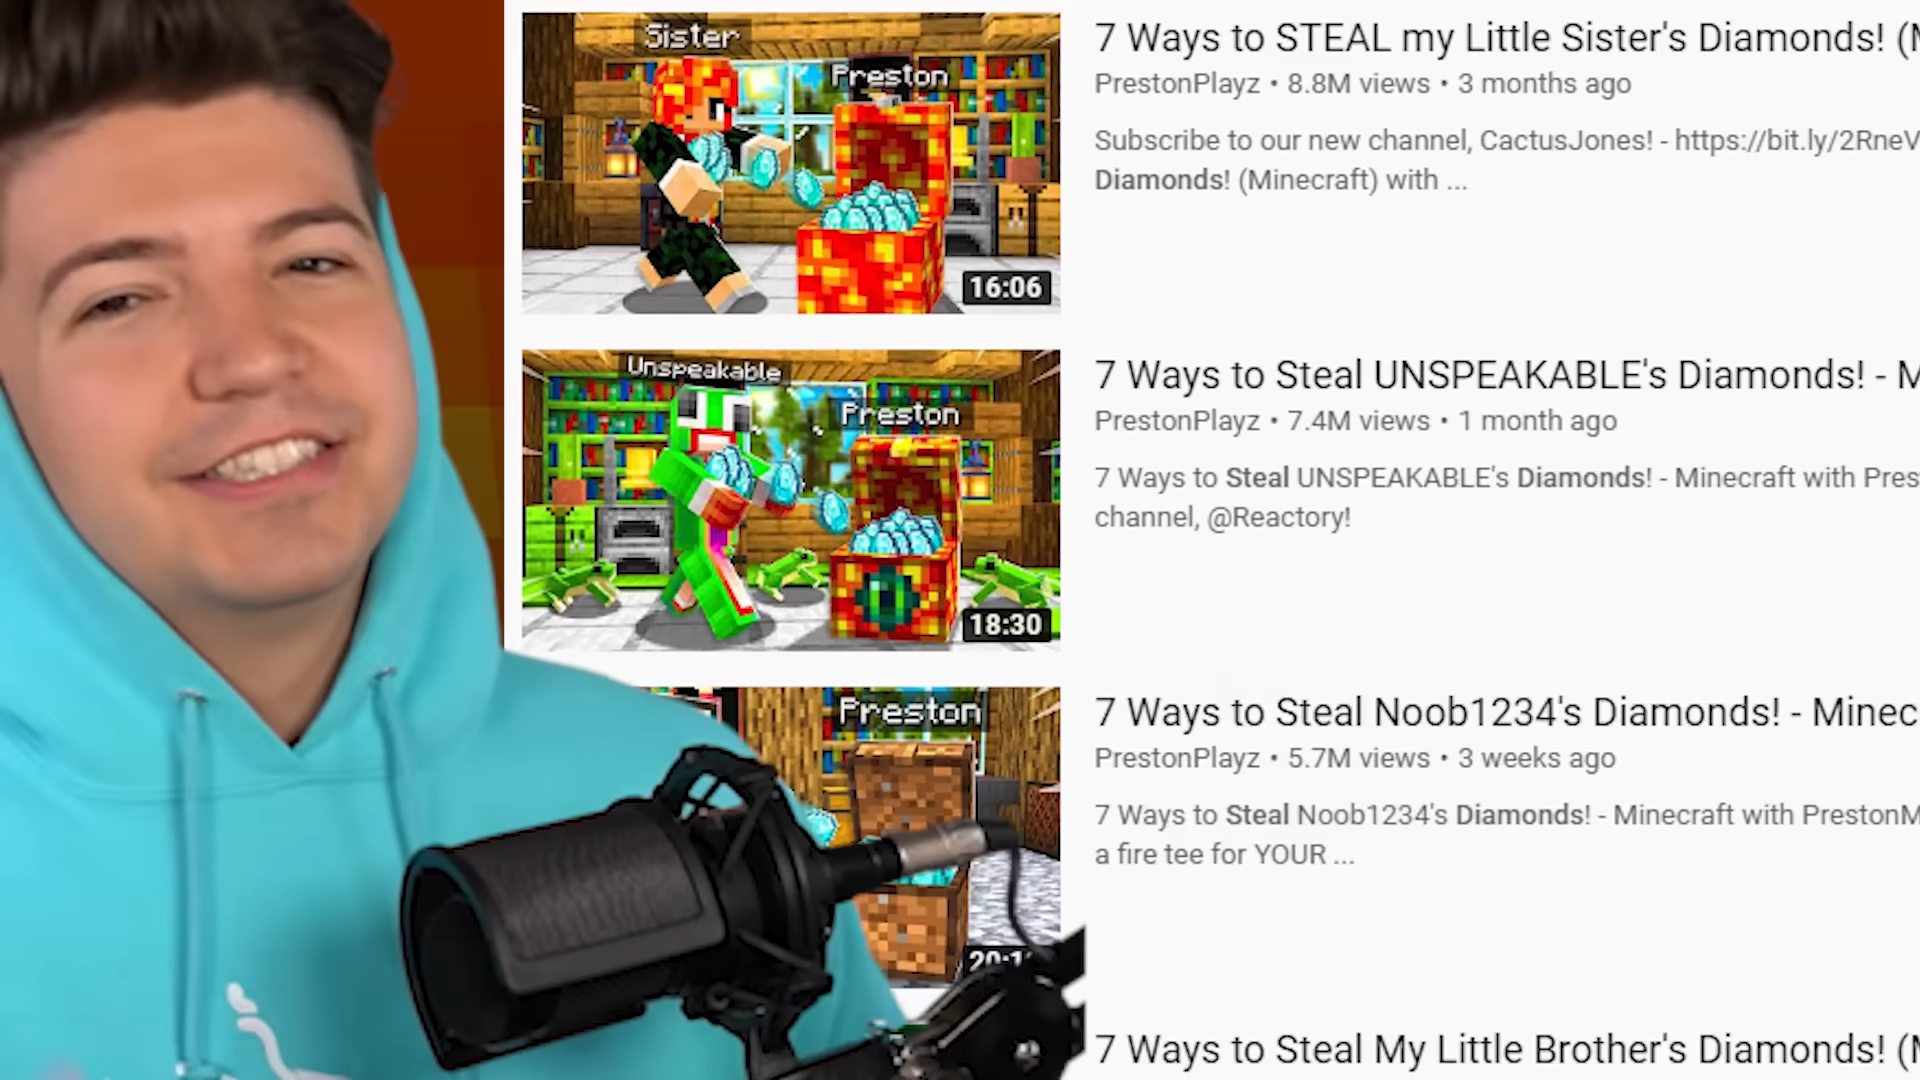 Sister
Preston
16:06
7 Ways to STEAL my Little Sister's Diamonds! (
PrestonPlayz • 8.8M views • 3 months ago
Subscribe to our new channel, CactusJones! - https://bit.ly/2RneV
Diamonds! (Minecraft) with ...
Unspeakable
Preston
18:30
7 Ways to Steal UNSPEAKABLE's Diamonds! -
PrestonPlayz • 7.4M views • 1 month ago
7 Ways to Steal UNSPEAKABLE's Diamonds! - Minecraft with Pres
channel, @Reactory!
Preston
7 Ways to Steal Noob1234's Diamonds! - Minec
PrestonPlayz • 5.7M views • 3 weeks ago
7 Ways to Steal Noob1234's Diamonds! - Minecraft with PrestonM
a fire tee for YOUR ...
7 Ways to Steal My Little Brother's Diamonds! (